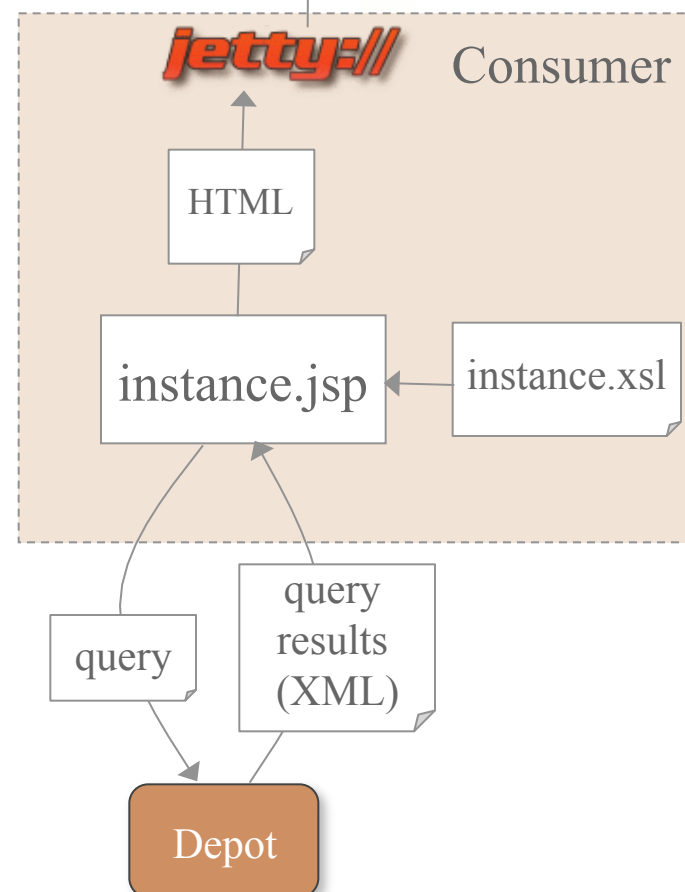 jetty://
Consumer
HTML
instance.jsp
instance.xsl
query
results
(XML)
query
Depot